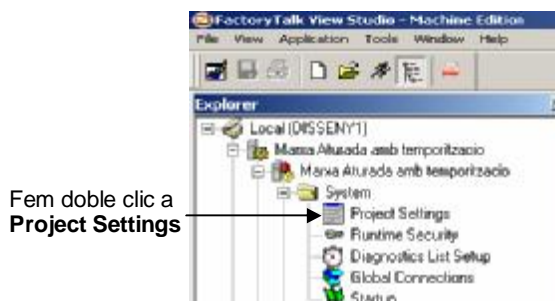 FactoryTalk View Studio - Machine Edition
File View Application Tools Window Help
Explorer
Local (DISSENY1)
Marxa Aturada amb temporitzacio
Marxa Aturada amb temporitzacio
System
Fem doble clic a
Project Settings
Project Settings
Runtime Security
Diagnostics List Setup
Global Connections
Startup